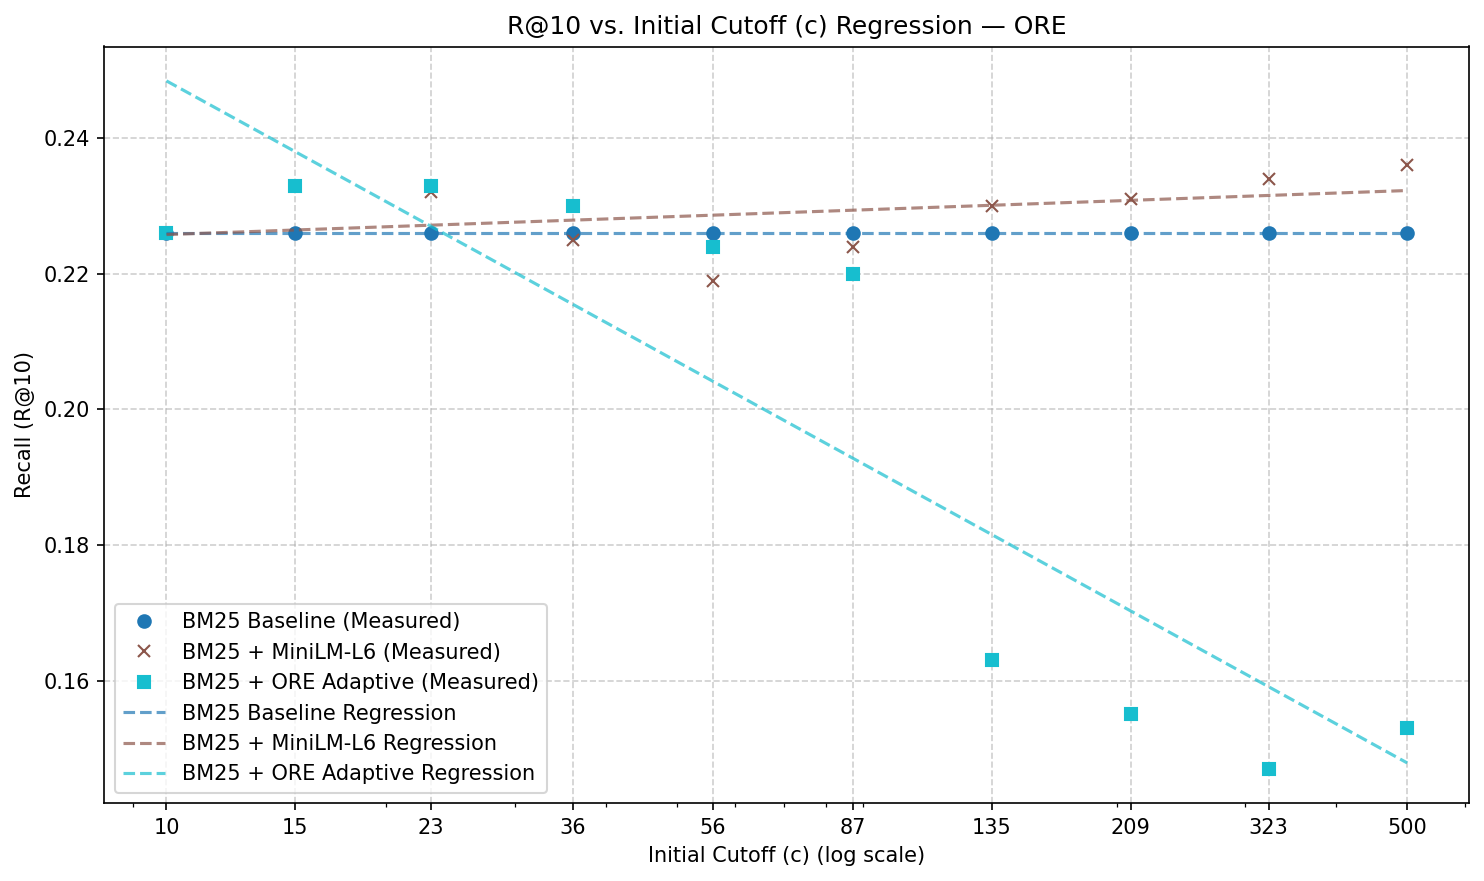 R@10 vs. Initial Cutoff (c) Regression — ORE
Recall (R@10)
0.24
0.22
0.20
0.18
0.16
BM25 Baseline (Measured)
BM25 + MiniLM-L6 (Measured)
BM25 + ORE Adaptive (Measured)
BM25 Baseline Regression
BM25 + MiniLM-L6 Regression
BM25 + ORE Adaptive Regression
10 15 23 36 56 87 135 209 323 500
Initial Cutoff (c) (log scale)